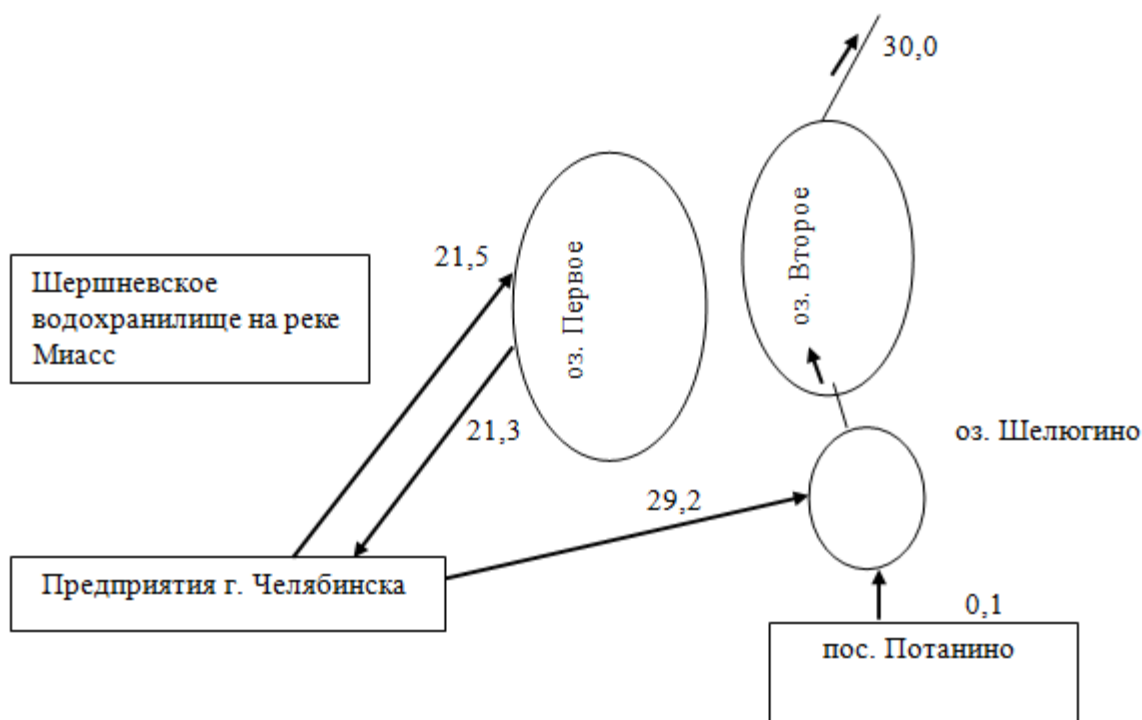 30,0
оз. Второе
21,5
оз. Первое
Шершневское
водохранилище на реке
Миасс
21,3
оз. Шелюгино
29,2
Предприятия г. Челябинска
0,1
пос. Потанино